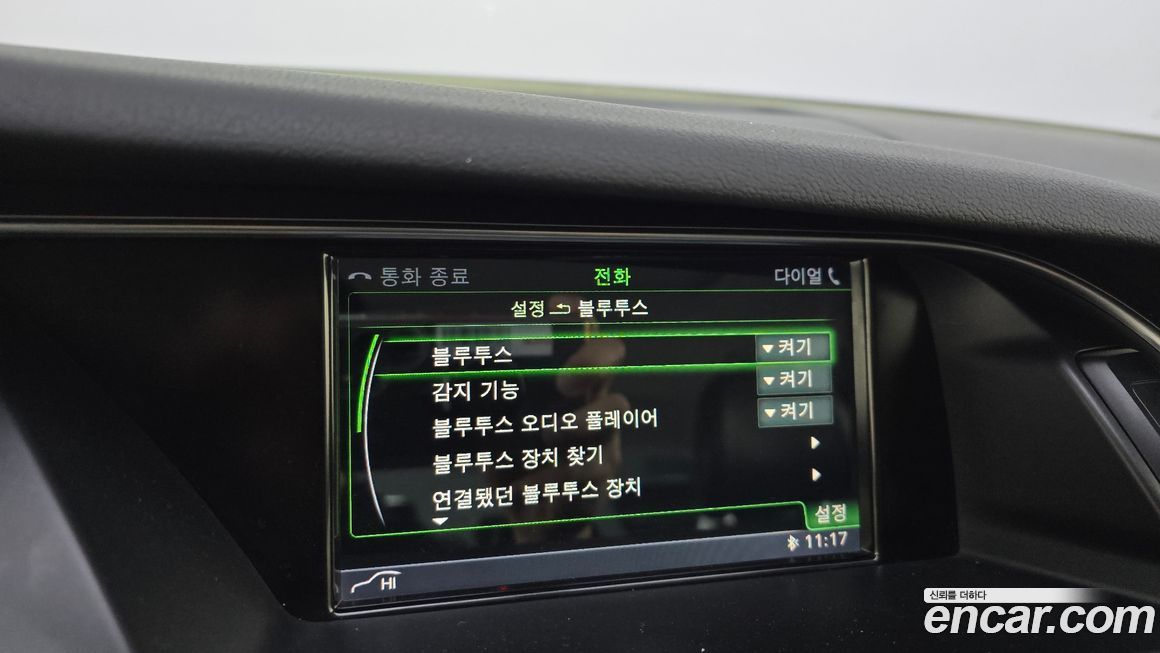 통화 종료 전화 다이얼
설정 블루투스
블루투스 켜기
감지 기능 켜기
블루투스 오디오 플레이어 켜기
블루투스 장치 찾기
연결됐던 블루투스 장치
설정
11:17
HI
신뢰를 더하다
encar.com